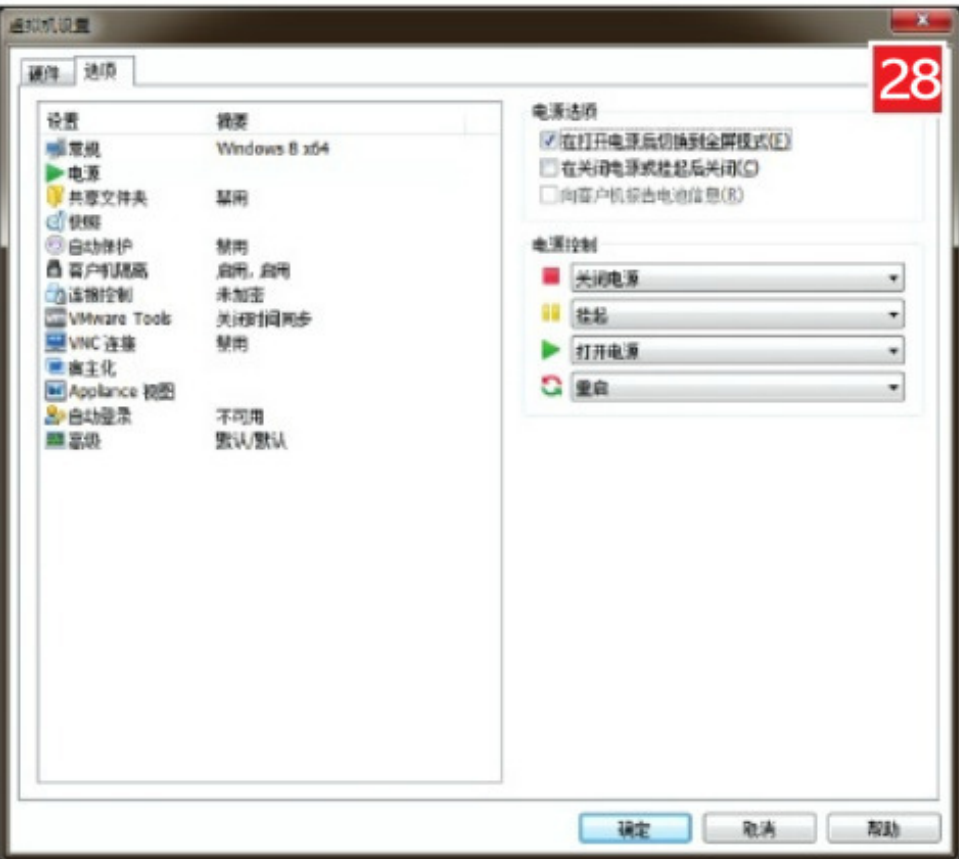 虚拟机设置
28
硬件 选项
设置 摘要
常规 Windows 8 x64
电源
共享文件夹 禁用
快照
自动保护 禁用
客户机隔离 启用, 启用
连接控制 未加密
VMware Tools 关闭时间同步
VNC 连接 禁用
宿主化
Appliance 视图
自动登录 不可用
高级 默认/默认
电源选项
在打开电源后切换到全屏模式(F)
在关闭电源或挂起后关闭(C)
向客户机报告电池信息(R)
电源控制
关闭电源
挂起
打开电源
重启
确定 取消 帮助